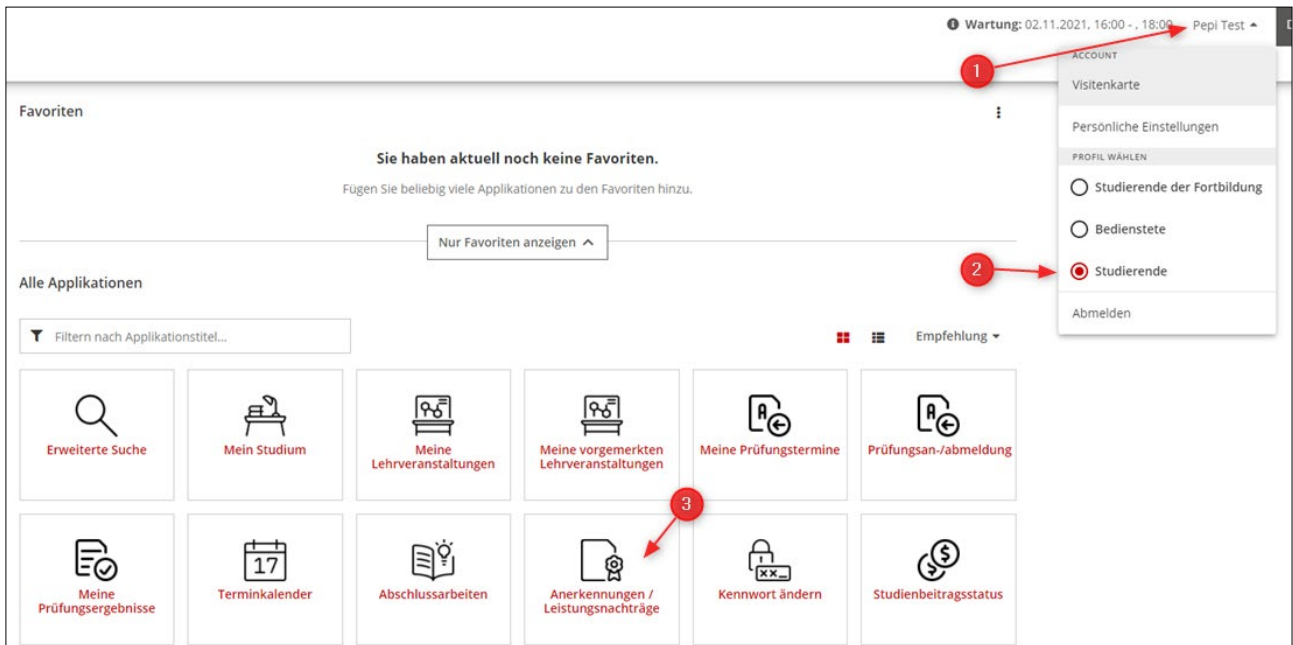 Wartung: 02.11.2021, 16:00 - , 18:00 Pepi Test
1
ACCOUNT
Visitenkarte
Persönliche Einstellungen
PROFIL WÄHLEN
Studierende der Fortbildung
Bedienstete
2
Studierende
Abmelden
Favoriten
Sie haben aktuell noch keine Favoriten.
Fügen Sie beliebig viele Applikationen zu den Favoriten hinzu.
Nur Favoriten anzeigen
Alle Applikationen
Filtern nach Applikationstitel...
Empfehlung
Erweiterte Suche
Mein Studium
Meine
Lehrveranstaltungen
Meine vorgemerkten
Lehrveranstaltungen
A
Meine Prüfungstermine
A
Prüfungsan-/abmeldung
3
Meine
Prüfungsergebnisse
17
Terminkalender
Abschlussarbeiten
Anerkennungen /
Leistungsnachträge
xx_
Kennwort ändern
$ $
Studienbeitragsstatus